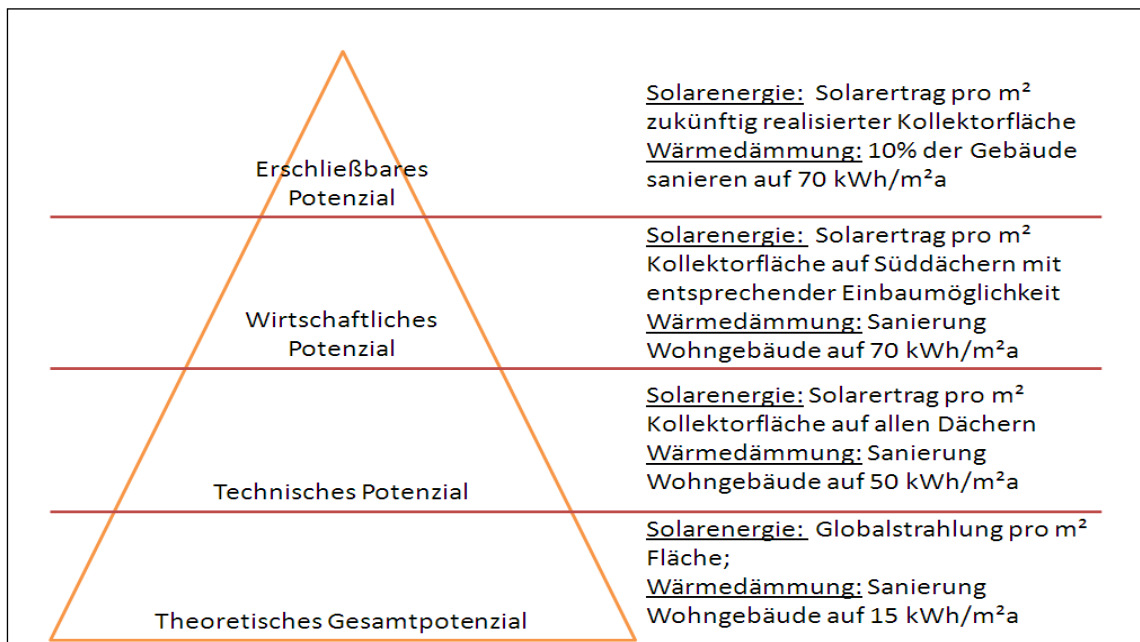 Erschließbares
Potenzial
Solarenergie: Solarertrag pro m²
zukünftig realisierter Kollektorfläche
Wärmedämmung: 10% der Gebäude
sanieren auf 70 kWh/m²a
Wirtschaftliches
Potenzial
Solarenergie: Solarertrag pro m²
Kollektorfläche auf Süddächern mit
entsprechender Einbaumöglichkeit
Wärmedämmung: Sanierung
Wohngebäude auf 70 kWh/m²a
Technisches Potenzial
Solarenergie: Solarertrag pro m²
Kollektorfläche auf allen Dächern
Wärmedämmung: Sanierung
Wohngebäude auf 50 kWh/m²a
Theoretisches Gesamtpotenzial
Solarenergie: Globalstrahlung pro m²
Fläche;
Wärmedämmung: Sanierung
Wohngebäude auf 15 kWh/m²a